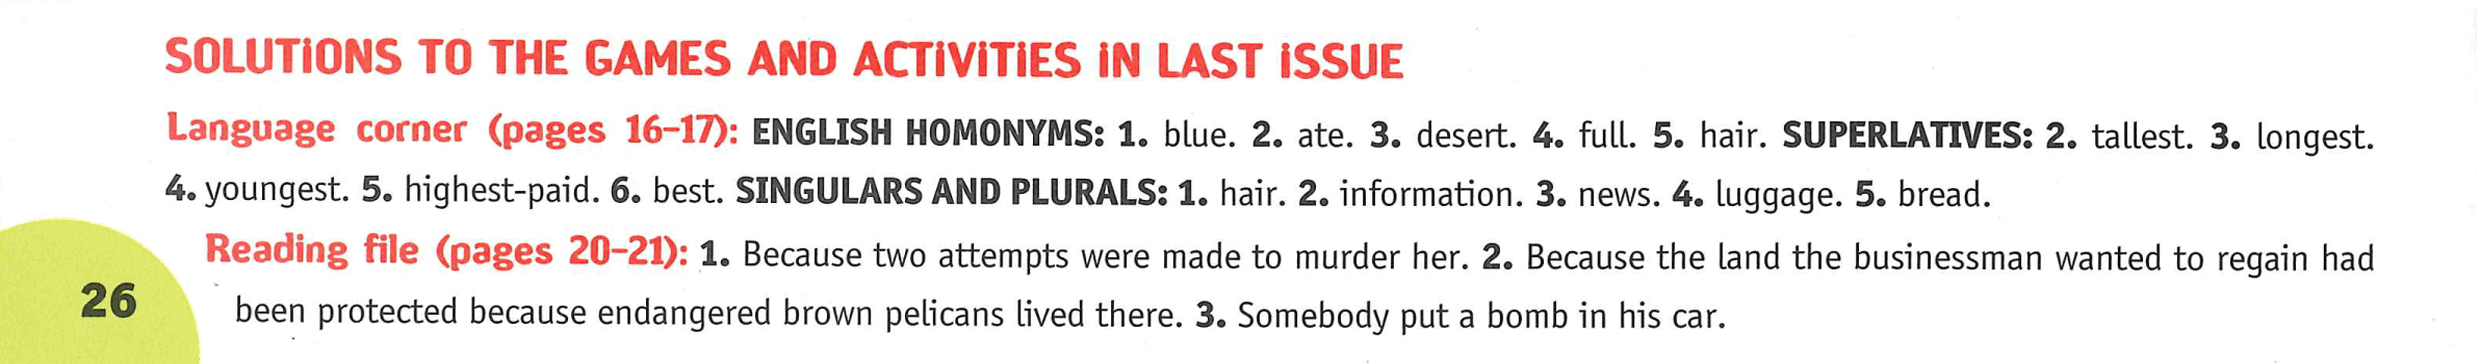 SOLUTiONS TO THE GAMES AND ACTiViTiES iN LAST iSSUE
Language corner (pages 16-17): ENGLISH HOMONYMS: 1. blue. 2. ate. 3. desert. 4. full. 5. hair. SUPERLATIVES: 2. tallest. 3. longest.
4. youngest. 5. highest-paid. 6. best. SINGULARS AND PLURALS: 1. hair. 2. information. 3. news. 4. luggage. 5. bread.
Reading file (pages 20-21): 1. Because two attempts were made to murder her. 2. Because the land the businessman wanted to regain had
been protected because endangered brown pelicans lived there. 3. Somebody put a bomb in his car.
26